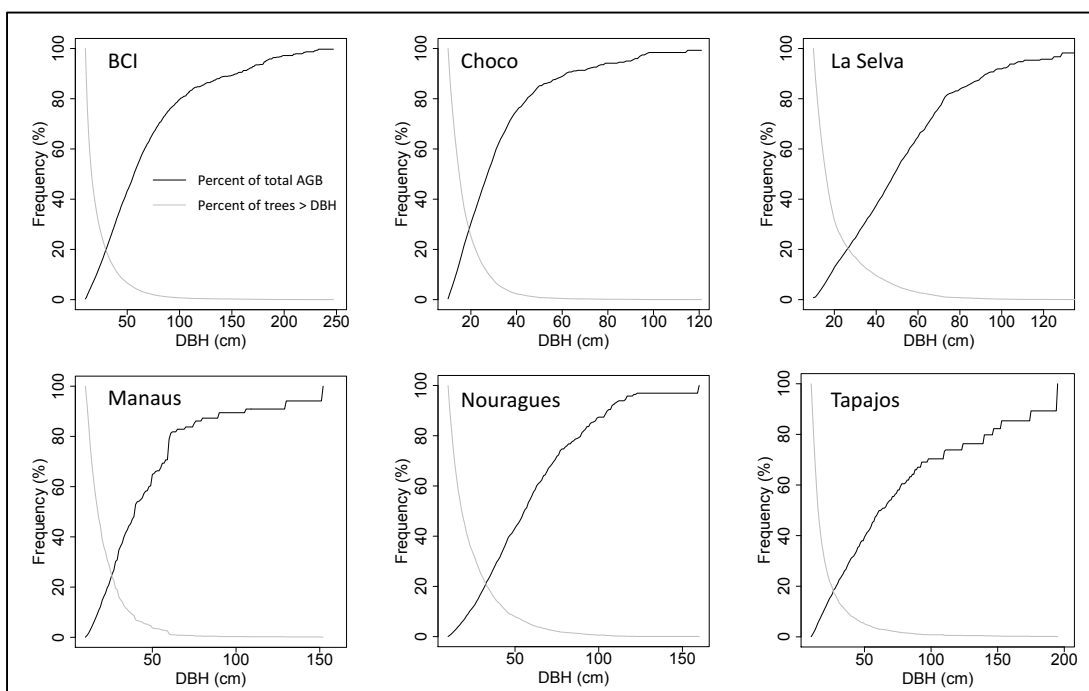 BCI
Frequency (%)
0 20 40 60 80 100
Percent of total AGB
Percent of trees > DBH
50 100 150 200 250
DBH (cm)
Choco
Frequency (%)
0 20 40 60 80 100
20 40 60 80 100 120
DBH (cm)
La Selva
Frequency (%)
0 20 40 60 80 100
20 40 60 80 100 120
DBH (cm)
Manaus
Frequency (%)
0 20 40 60 80 100
50 100 150
DBH (cm)
Nouragues
Frequency (%)
0 20 40 60 80 100
50 100 150
DBH (cm)
Tapajos
Frequency (%)
0 20 40 60 80 100
50 100 150 200
DBH (cm)